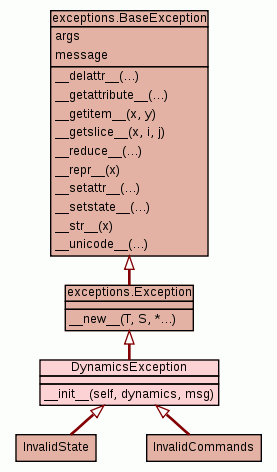 exceptions.BaseException
args
message
__delattr__(...)
__getattribute__(...)
__getitem__(x, y)
__getslice__(x, i, j)
__reduce__(...)
__repr__(x)
__setattr__(...)
__setstate__(...)
__str__(x)
__unicode__(...)
exceptions.Exception
__new__(T, S, *...)
DynamicsException
__init__(self, dynamics, msg)
InvalidState
InvalidCommands